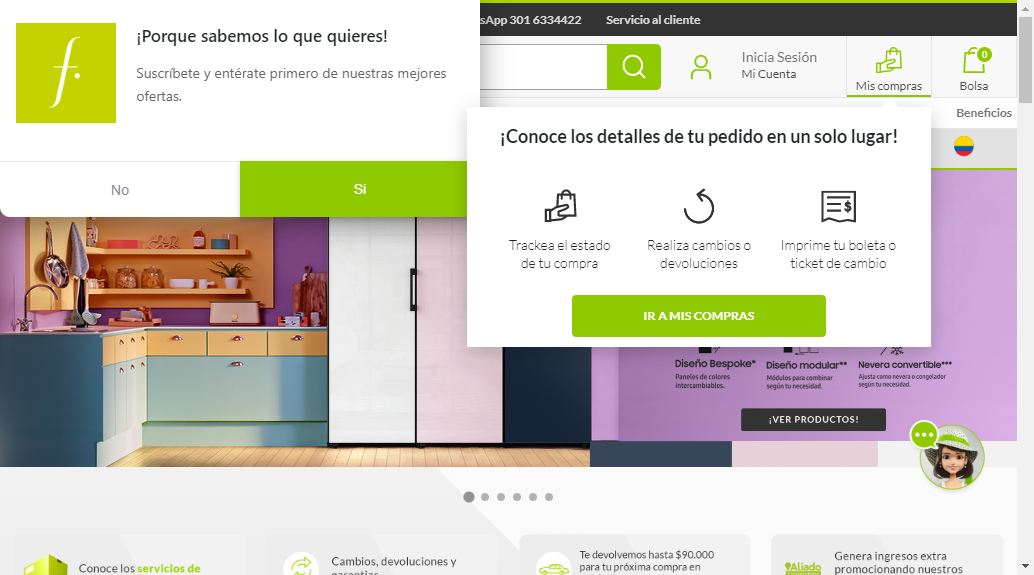 ¡Porque sabemos lo que quieres!
Suscríbete y entérate primero de nuestras mejores
ofertas.
No
Si
sApp 301 6334422
Servicio al cliente
Inicia Sesión
Mi Cuenta
Mis compras
0
Bolsa
Beneficios
¡Conoce los detalles de tu pedido en un solo lugar!
Trackea el estado
de tu compra
Realiza cambios o
devoluciones
Imprime tu boleta o
ticket de cambio
IR A MIS COMPRAS
Diseño Bespoke*
Paneles de colores
intercambiables.
Diseño modular**
Módulos para combinar
según tu necesidad.
Nevera convertible***
Ajusta como nevera o congelador
según tu necesidad.
¡VER PRODUCTOS!
Conoce los servicios de
Cambios, devoluciones y
garantías
Te devolvemos hasta $90.000
para tu próxima compra en
Aliado
Genera ingresos extra
promocionando nuestros